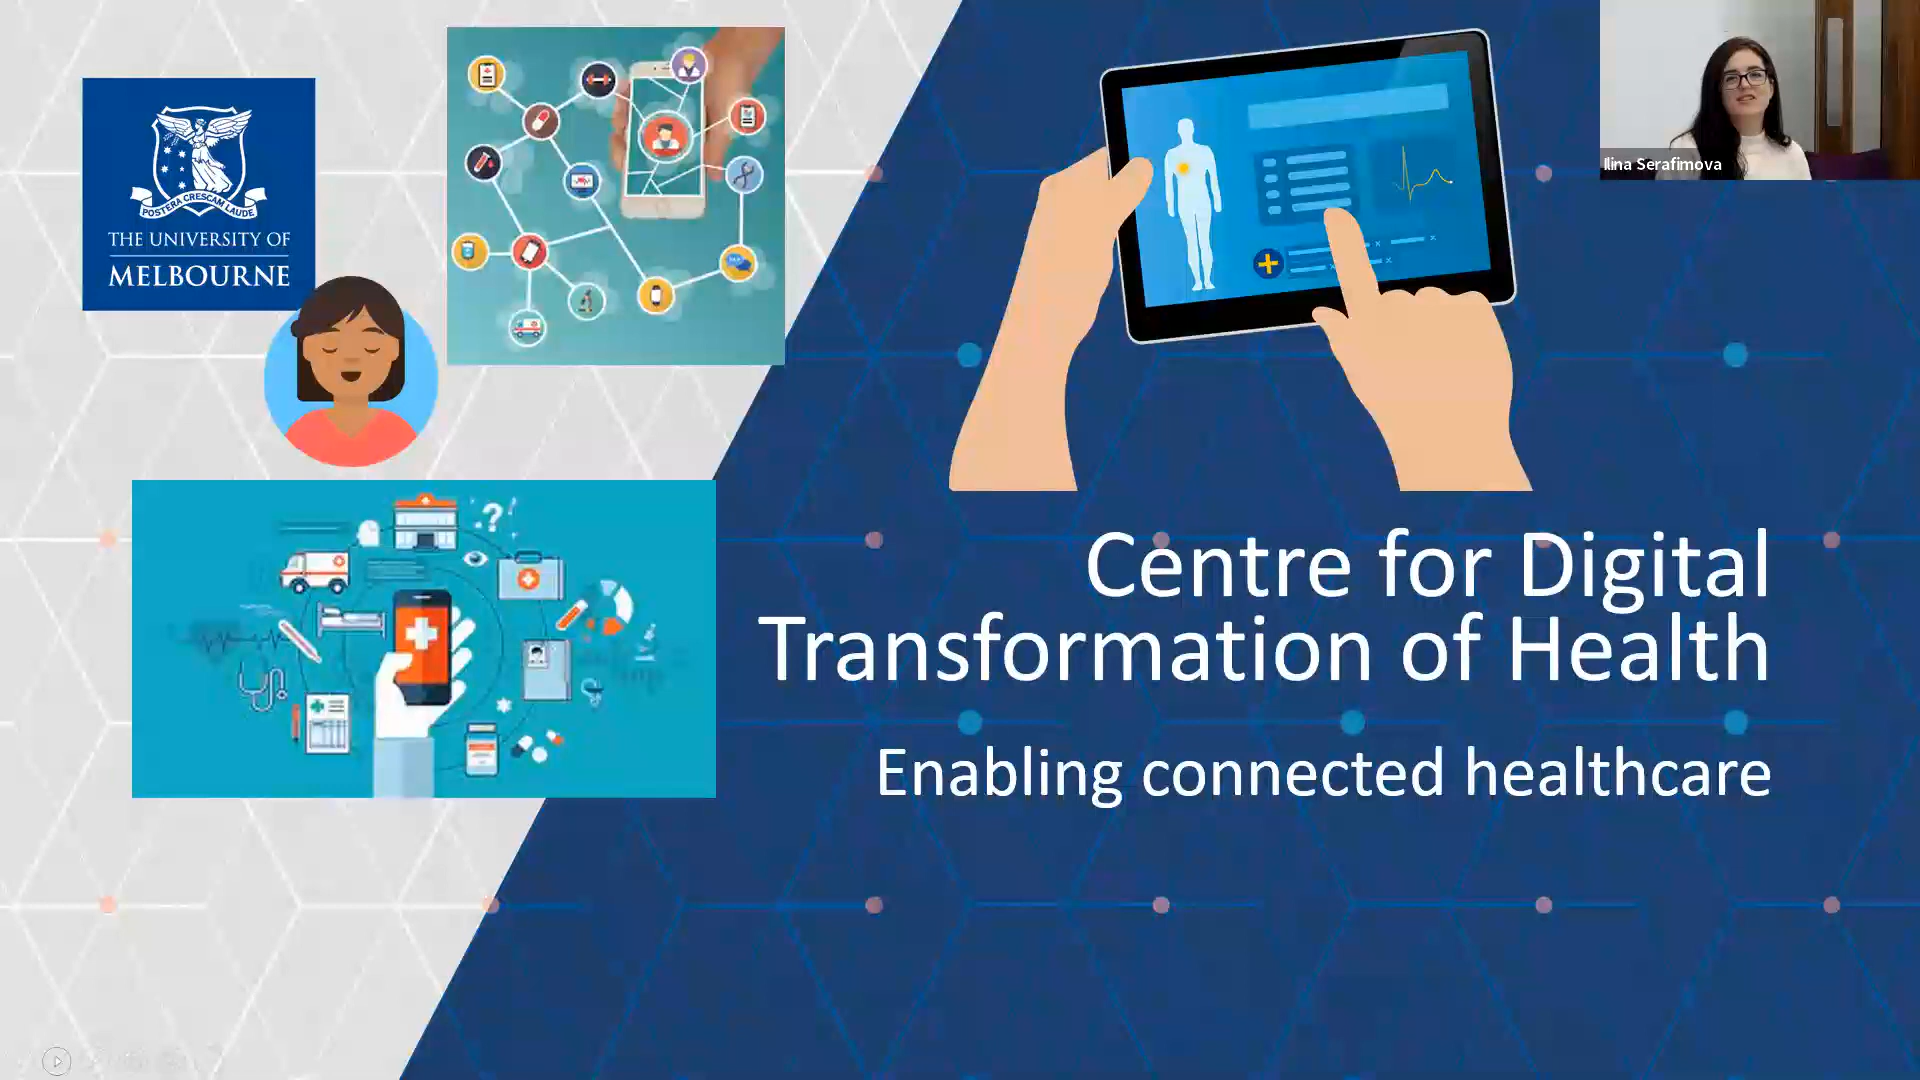 POSTERA CRESCAM LAUDE
THE UNIVERSITY OF
MELBOURNE
Ilina Serafimova
Centre for Digital
Transformation of Health
Enabling connected healthcare